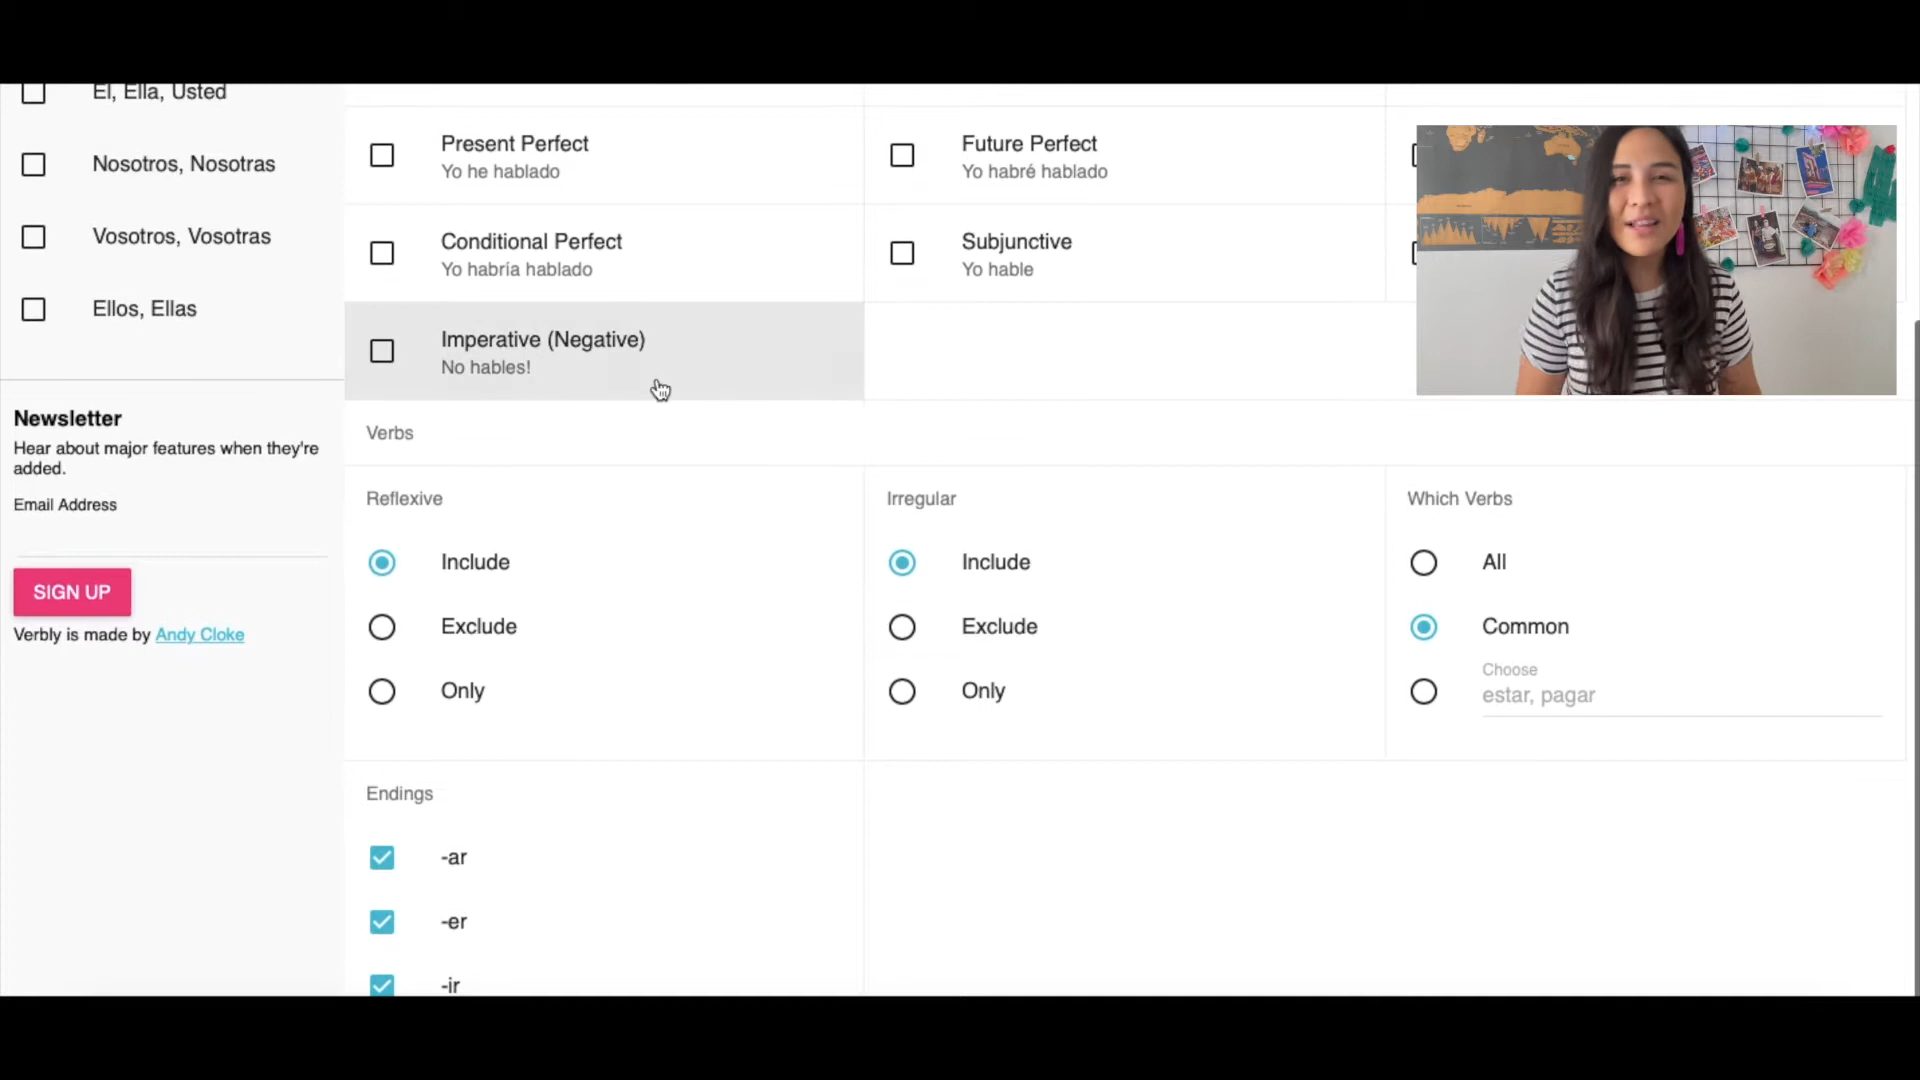 El, Ella, Usted
Nosotros, Nosotras
Vosotros, Vosotras
Ellos, Ellas
Newsletter
Hear about major features when they're
added.
Email Address
SIGN UP
Verbly is made by Andy Cloke
Present Perfect
Yo he hablado
Future Perfect
Yo habré hablado
Conditional Perfect
Yo habría hablado
Subjunctive
Yo hable
Imperative (Negative)
No hables!
Verbs
Reflexive
Include
Exclude
Only
Irregular
Include
Exclude
Only
Which Verbs
All
Common
Choose
estar, pagar
Endings
-ar
-er
-ir